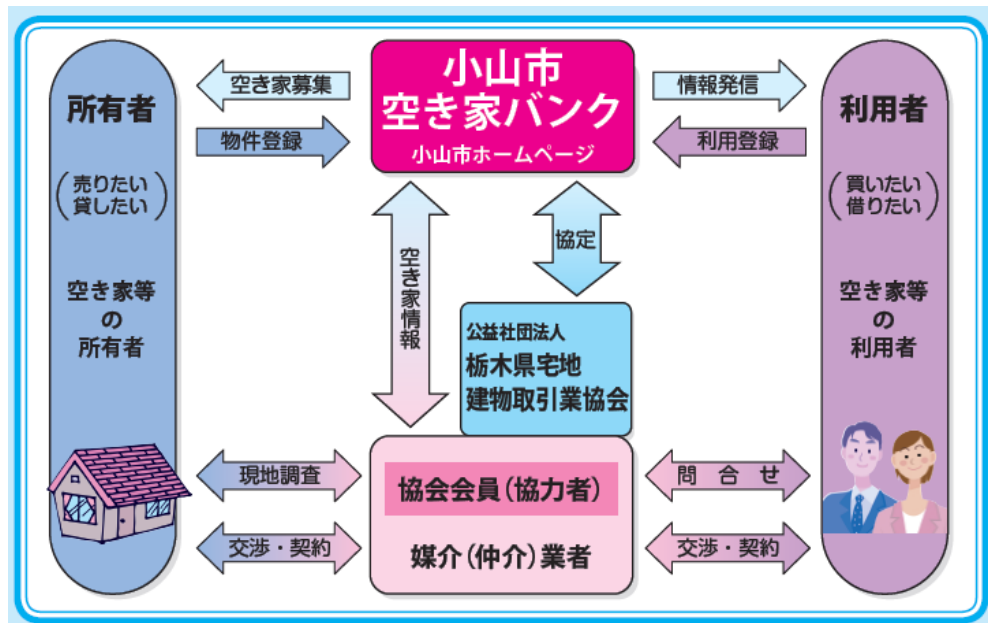 小山市
空き家バンク
小山市ホームページ
所有者
(売りたい
貸したい)
空き家等
の
所有者
空き家募集
物件登録
情報発信
利用登録
利用者
(買いたい
借りたい)
空き家等
の
利用者
空き家情報
協定
公益社団法人
栃木県宅地
建物取引業協会
現地調査
交渉・契約
協会会員(協力者)
媒介(仲介)業者
問合せ
交渉・契約